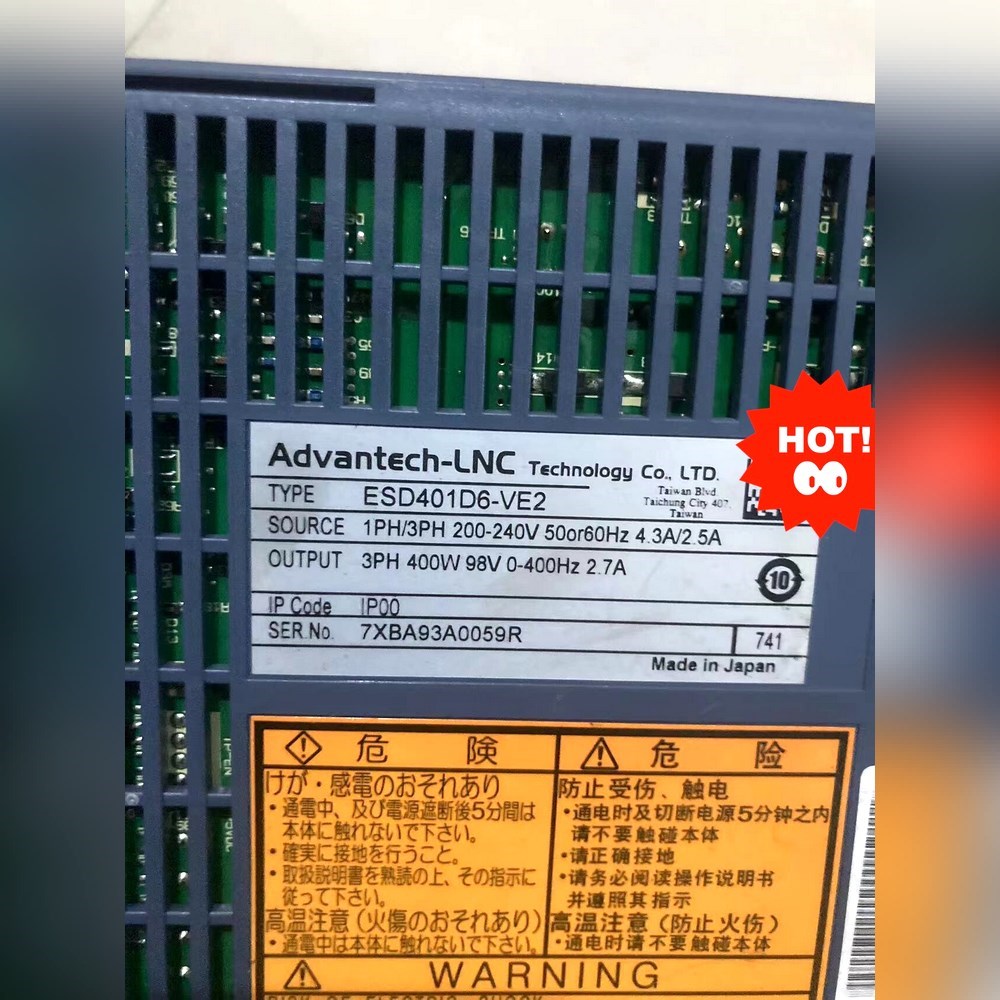 HOT!
Advantech-LNC Technology Co., LTD.
Taiwan Blvd.
Taichung City 407,
Taiwan
TYPE ESD401D6-VE2
SOURCE 1PH/3PH 200-240V 50or60Hz 4.3A/2.5A
OUTPUT 3PH 400W 98V 0-400Hz 2.7A
10
IP Code IP00
SER.No. 7XBA93A0059R 741
Made in Japan
危 険
けが・感電のおそれあり
・通電中、及び電源遮断後5分間は
本体に触れないで下さい。
・確実に接地を行うこと。
・取扱説明書を熟読の上、その指示に
従って下さい。
高温注意（火傷のおそれあり）
・通電中は本体に触れないで下さい。
危 险
防止受伤、触电
・通电时及切断电源5分钟之内
请不要触碰本体
・请正确接地
・请务必阅读操作说明书
并遵照其指示
高温注意（防止火伤）
・通电时请不要触碰本体
WARNING
RISK OF ELECTRIC SHOCK